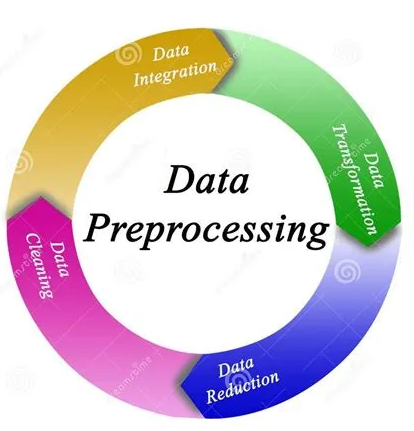 Data
Integration
Data
Transformation
Data
Preprocessing
Data
Cleaning
Data
Reduction